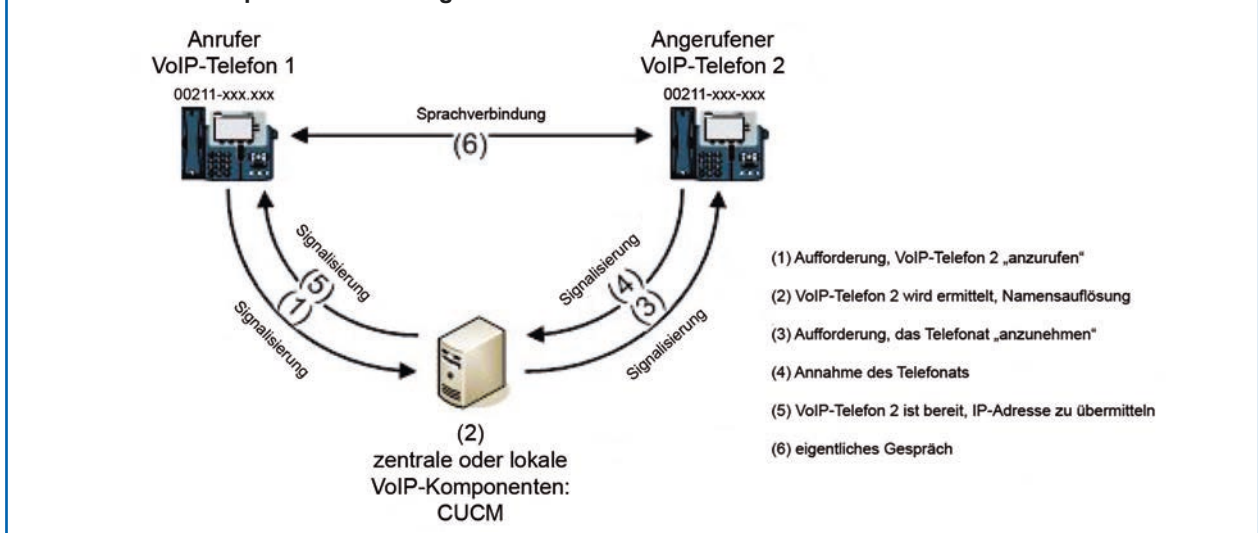 Anrufer
VoIP-Telefon 1
00211-xxx.xxx
Angerufener
VoIP-Telefon 2
00211-xxx-xxx
Sprachverbindung
(6)
Signalisierung
(5)
(1)
Signalisierung
Signalisierung
(4)
(3)
Signalisierung
(2)
zentrale oder lokale
VoIP-Komponenten:
CUCM
(1) Aufforderung, VoIP-Telefon 2 „anzurufen“
(2) VoIP-Telefon 2 wird ermittelt, Namensauflösung
(3) Aufforderung, das Telefonat „anzunehmen“
(4) Annahme des Telefonats
(5) VoIP-Telefon 2 ist bereit, IP-Adresse zu übermitteln
(6) eigentliches Gespräch